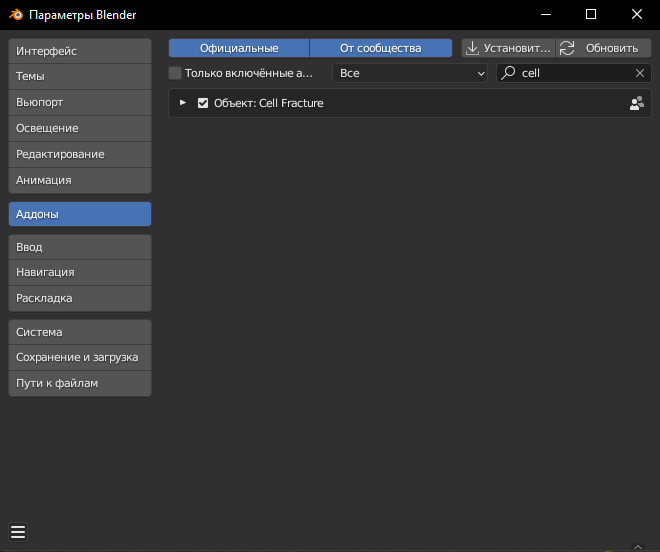 Параметры Blender
Интерфейс
Темы
Вьюпорт
Освещение
Редактирование
Анимация
Аддоны
Ввод
Навигация
Раскладка
Система
Сохранение и загрузка
Пути к файлам
Официальные От сообщества Установит... Обновить
Только включённые а... Все cell
Объект: Cell Fracture